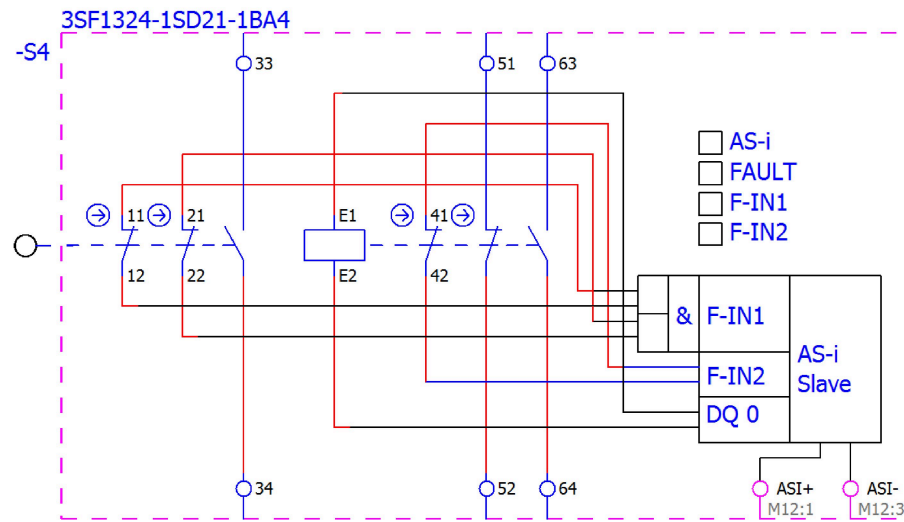 3SF1324-1SD21-1BA4
-S4
33
51
63
AS-i
FAULT
F-IN1
F-IN2
11
21
E1
41
12
22
E2
42
&
F-IN1
AS-i
Slave
F-IN2
DQ 0
34
52
64
ASI+
M12:1
ASI-
M12:3